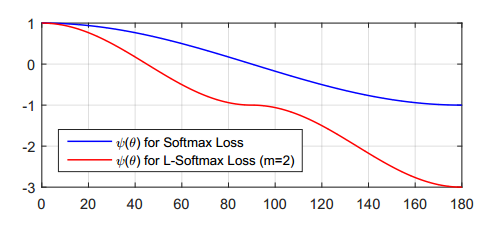 1
0
-1
-2
-3
ψ(θ) for Softmax Loss
ψ(θ) for L-Softmax Loss (m=2)
0 20 40 60 80 100 120 140 160 180